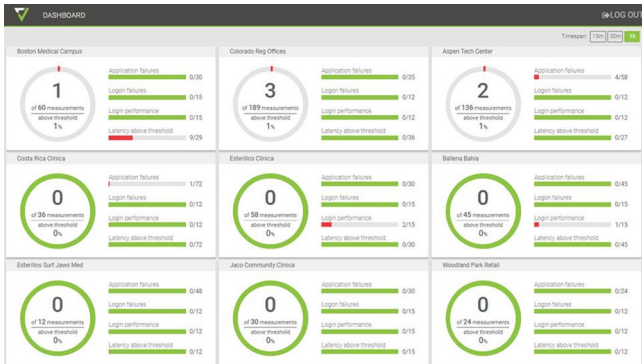 DASHBOARD
LOG OUT
Timespan: 15m 30m 1h
Boston Medical Campus
1
of 60 measurements
above threshold
1%
Application failures
0/30
Logon failures
0/15
Login performance
0/15
Latency above threshold
9/29
Colorado Reg Offices
3
of 189 measurements
above threshold
1%
Application failures
0/35
Logon failures
0/12
Login performance
0/12
Latency above threshold
0/36
Aspen Tech Center
2
of 136 measurements
above threshold
1%
Application failures
4/58
Logon failures
0/12
Login performance
0/12
Latency above threshold
0/27
Costa Rica Clinica
0
of 36 measurements
above threshold
0%
Application failures
1/72
Logon failures
0/12
Login performance
0/12
Latency above threshold
0/72
Esterillos Clinica
0
of 58 measurements
above threshold
0%
Application failures
0/30
Logon failures
0/15
Login performance
2/15
Latency above threshold
0/30
Ballena Bahia
0
of 45 measurements
above threshold
0%
Application failures
0/45
Logon failures
0/15
Login performance
1/15
Latency above threshold
0/45
Esterillos Surf Jaws Med
0
of 12 measurements
above threshold
0%
Application failures
0/48
Logon failures
0/12
Login performance
0/12
Latency above threshold
0/12
Jaco Community Clinica
0
of 30 measurements
above threshold
0%
Application failures
0/30
Logon failures
0/15
Login performance
0/15
Latency above threshold
0/15
Woodland Park Retail
0
of 24 measurements
above threshold
0%
Application failures
0/24
Logon failures
0/12
Login performance
0/12
Latency above threshold
0/12